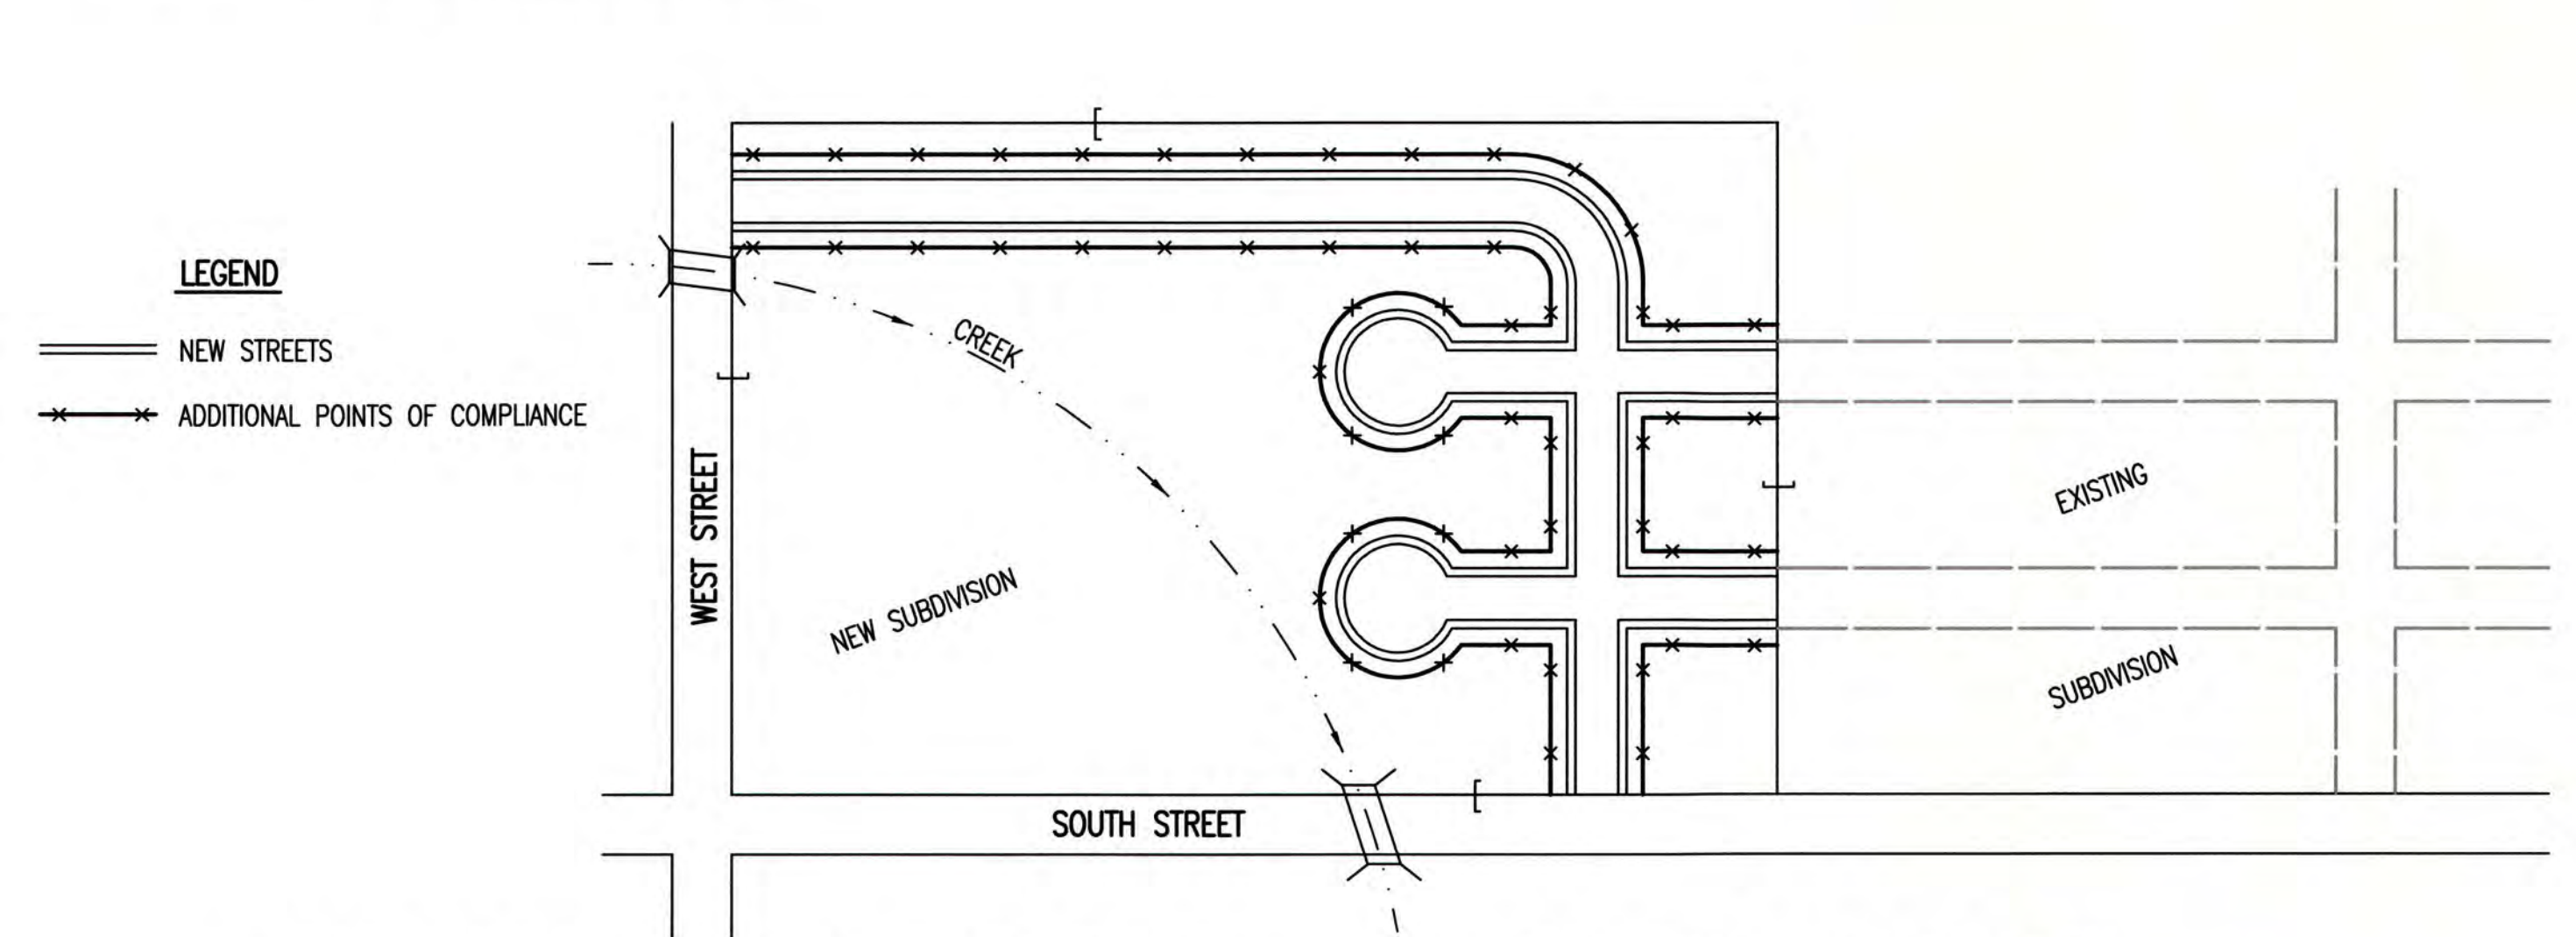 LEGEND
NEW STREETS
ADDITIONAL POINTS OF COMPLIANCE
WEST STREET
CREEK
NEW SUBDIVISION
SOUTH STREET
EXISTING
SUBDIVISION